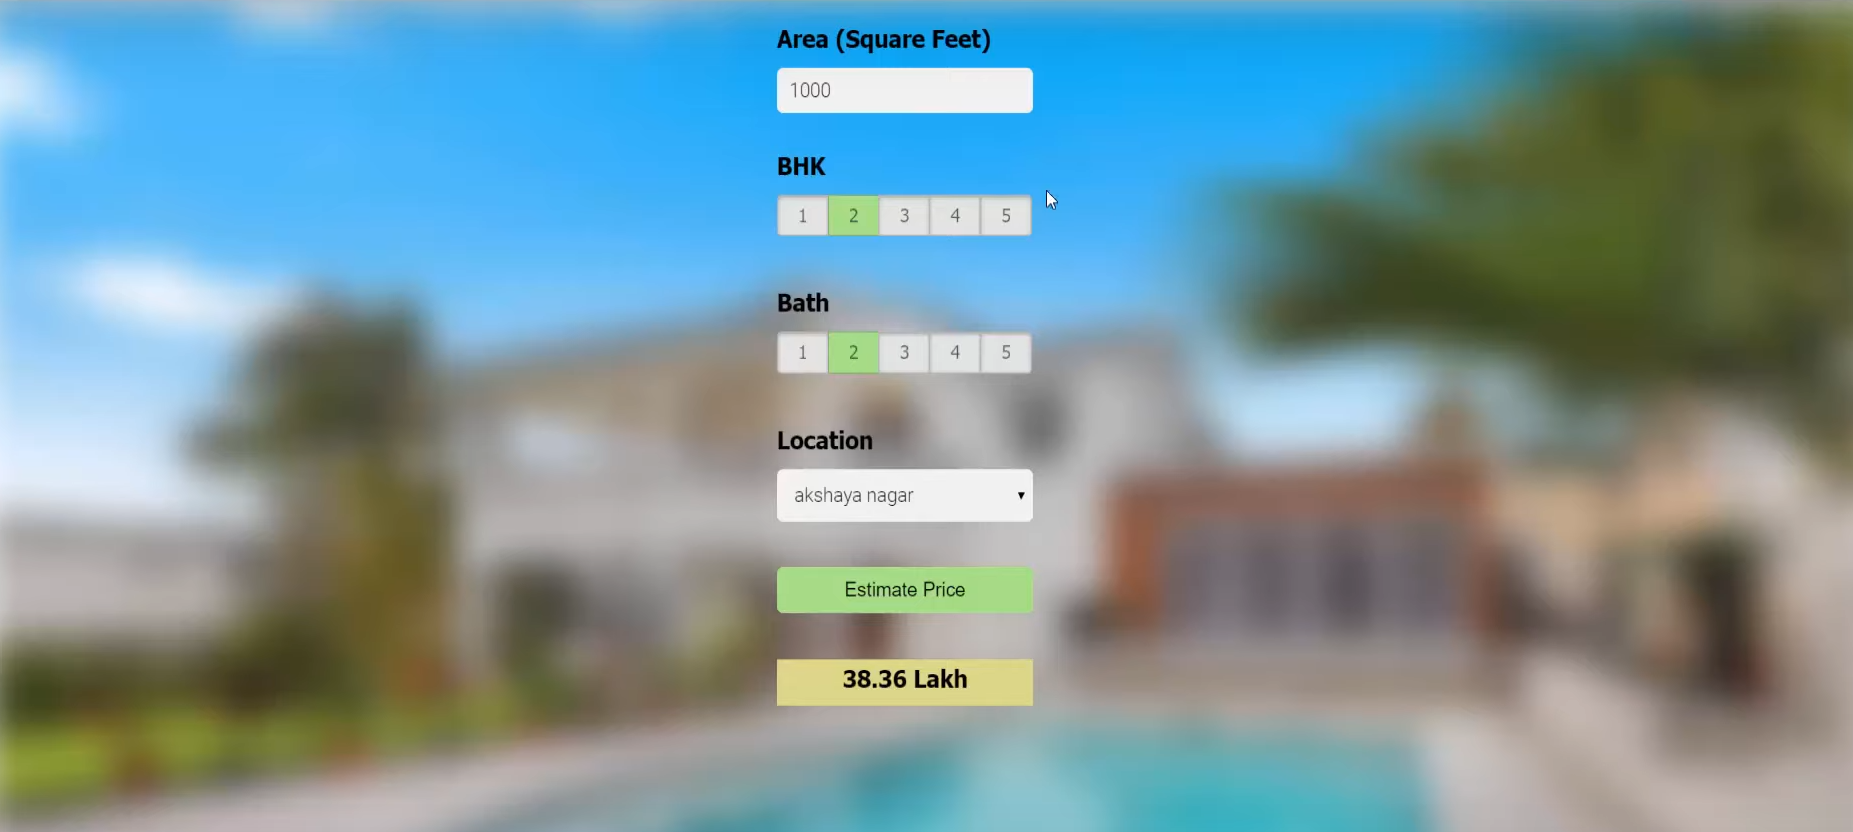 Area (Square Feet)
1000
BHK
1 2 3 4 5
Bath
1 2 3 4 5
Location
akshaya nagar
Estimate Price
38.36 Lakh